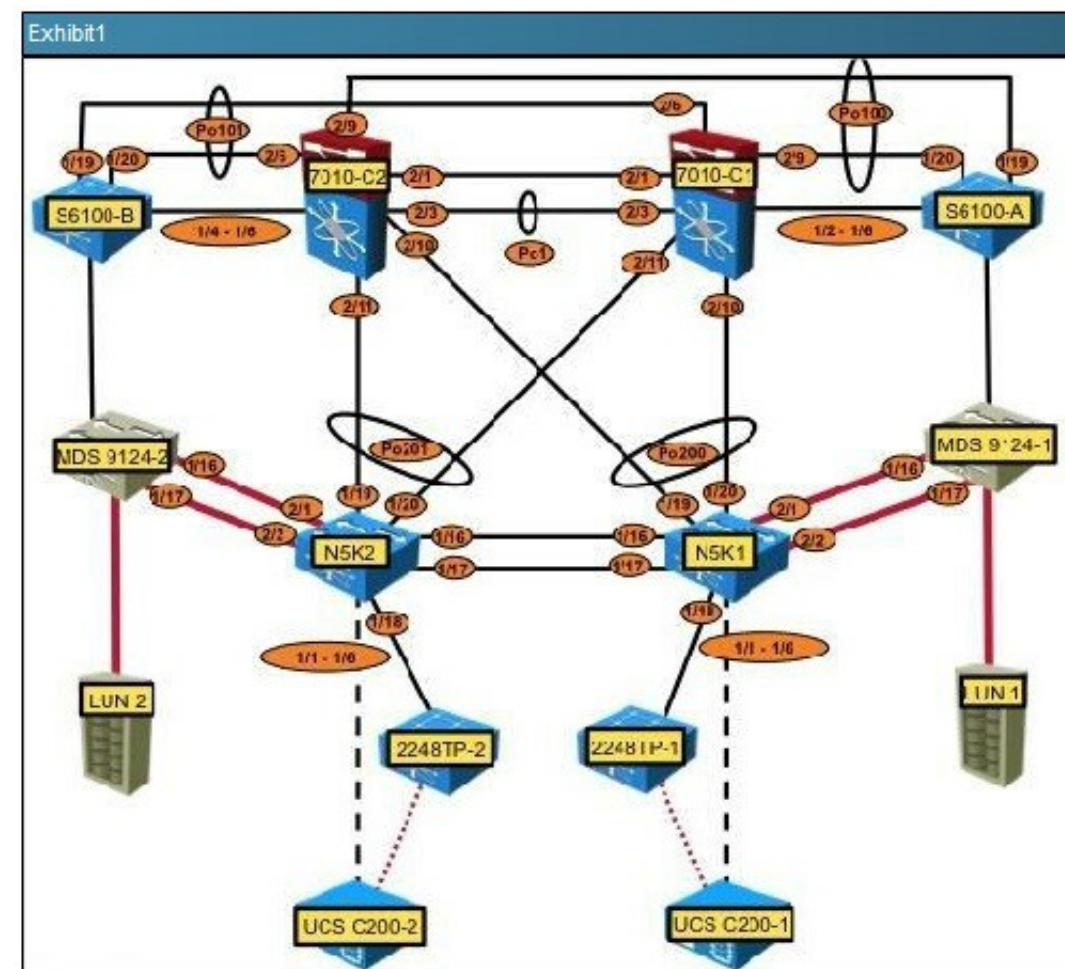 Exhibit1
2/6
Po101
2/9
Po100
1/19
1/20
2/9
1/20
1/19
7010-C2
2/1
2/1
7010-C1
S6100-B
2/3
2/3
S6100-A
1/4 - 1/6
2/10
Po1
2/11
1/2 - 1/6
2/11
2/10
MDS 9124-2
1/16
Po201
Po200
1/16
MDS 9124-1
1/17
1/19
1/20
1/19
1/20
1/17
2/1
2/1
2/2
N5K2
1/16
1/16
N5K1
2/2
1/17
1/17
1/18
1/1 - 1/6
1/1 - 1/6
LUN 2
LUN 1
2248TP-2
2248TP-1
UCS C200-2
UCS C200-1